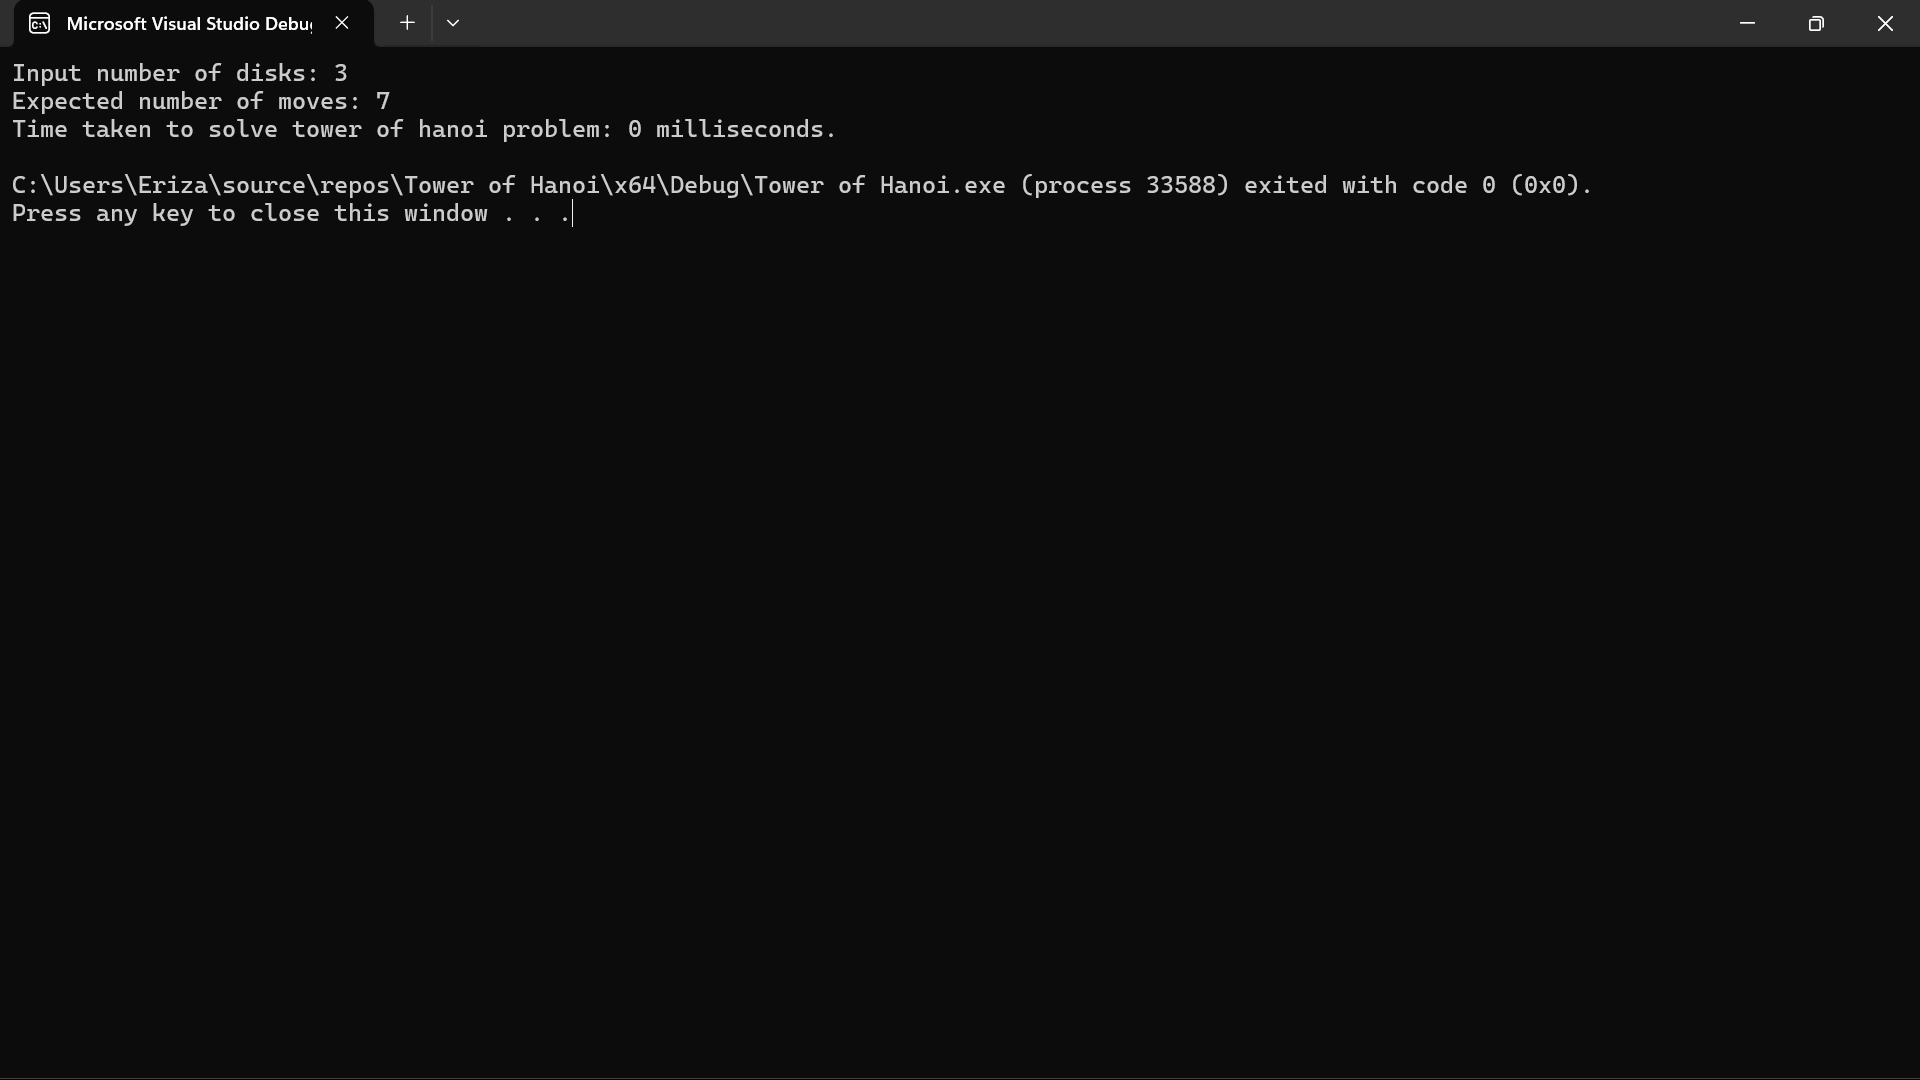 Microsoft Visual Studio Debug
Input number of disks: 3
Expected number of moves: 7
Time taken to solve tower of hanoi problem: 0 milliseconds.
C:\Users\Eriza\source\repos\Tower of Hanoi\x64\Debug\Tower of Hanoi.exe (process 33588) exited with code 0 (0x0).
Press any key to close this window . . .